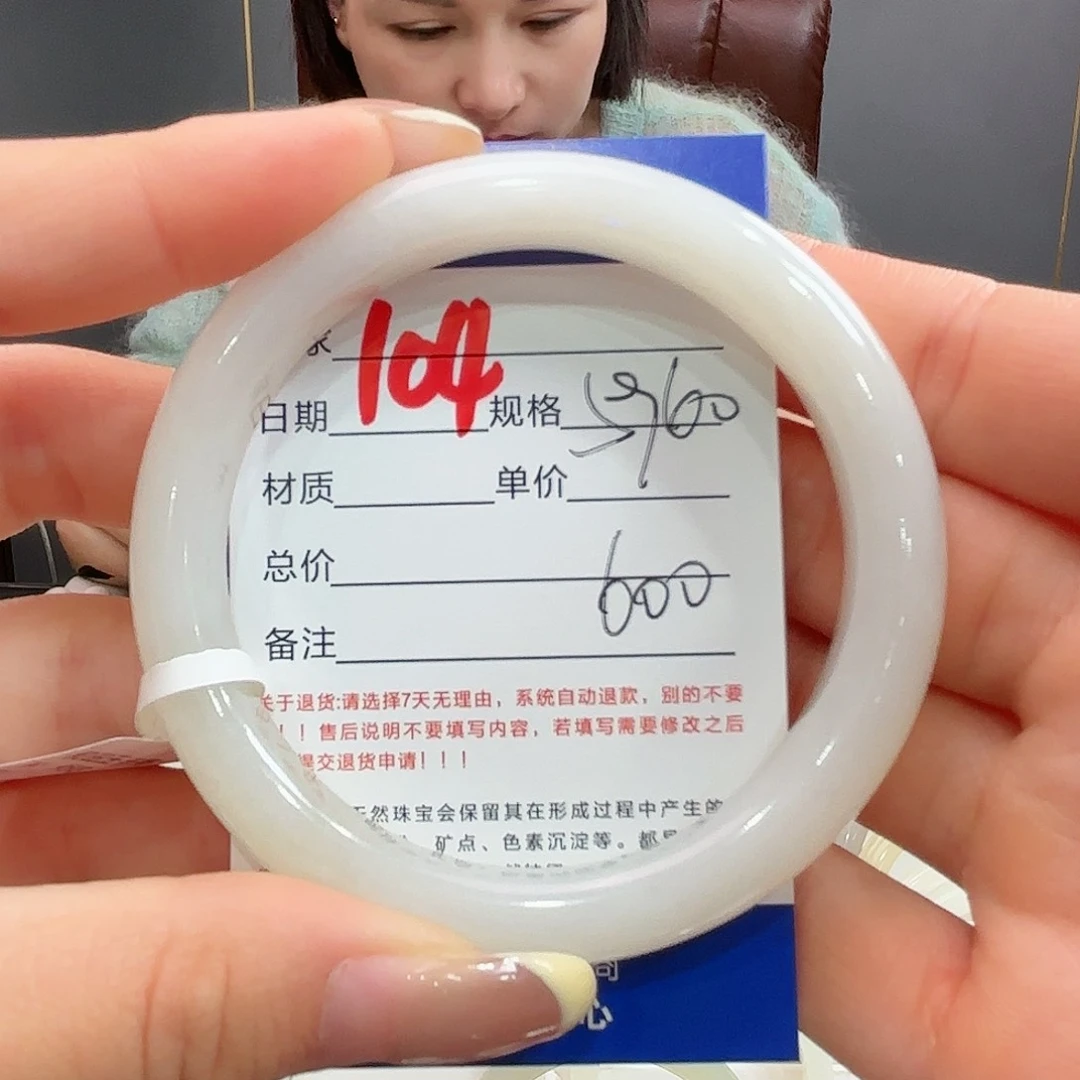 家 104
日期 规格
材质 单价
总价 600
备注
关于退货:请选择7天无理由，系统自动退款，别的不要
！！售后说明不要填写内容，若填写需要修改之后
提交退货申请！！！
天然珠宝会保留其在形成过程中产生的
矿点、色素沉淀等。都是
心